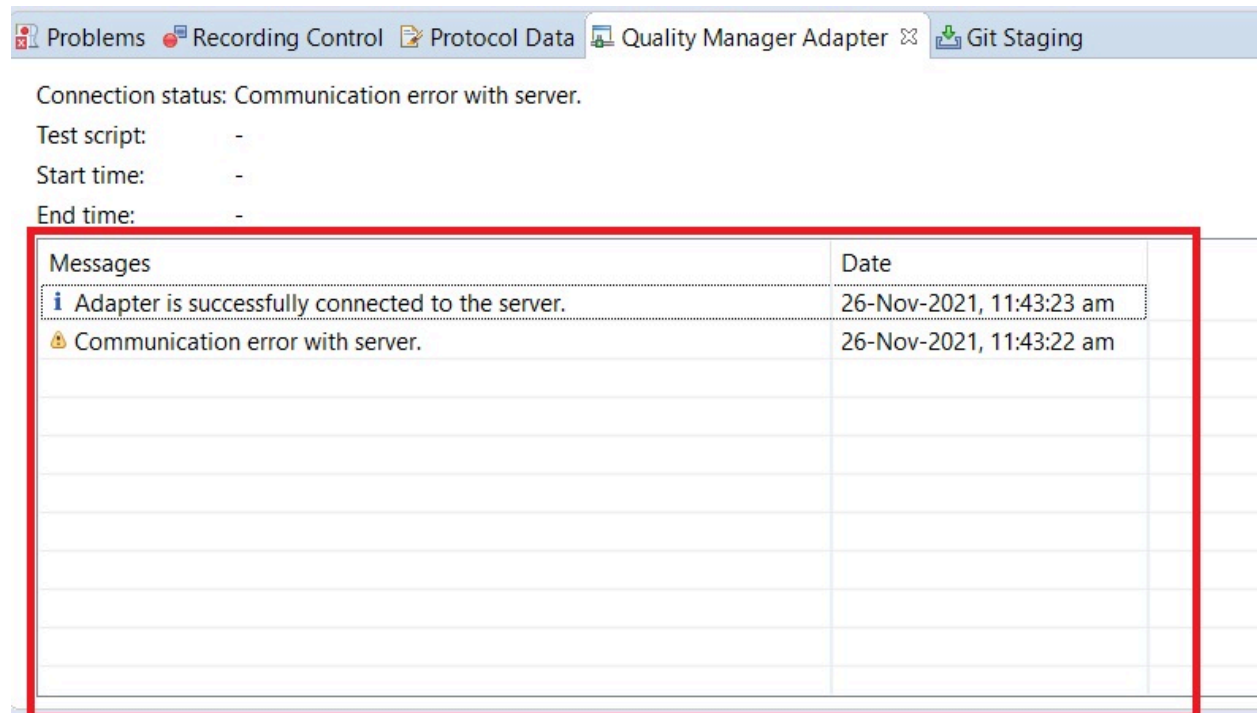 Problems Recording Control Protocol Data Quality Manager Adapter Git Staging
Connection status: Communication error with server.
Test script: -
Start time: -
End time: -
Messages Date
Adapter is successfully connected to the server. 26-Nov-2021, 11:43:23 am
Communication error with server. 26-Nov-2021, 11:43:22 am